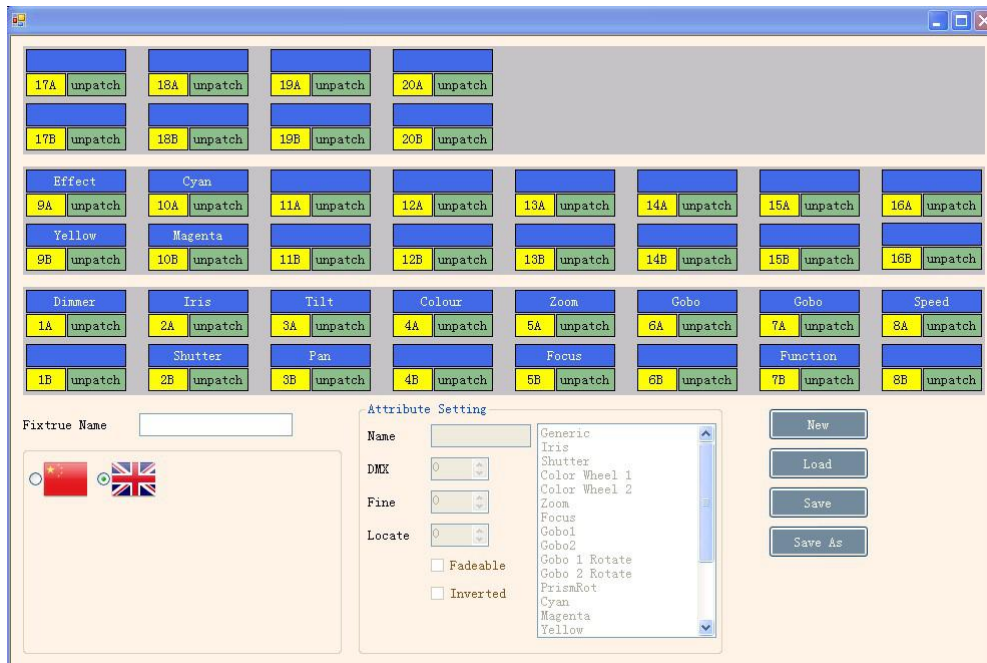 17A unpatch 18A unpatch 19A unpatch 20A unpatch
17B unpatch 18B unpatch 19B unpatch 20B unpatch
Effect Cyan
9A unpatch 10A unpatch 11A unpatch 12A unpatch 13A unpatch 14A unpatch 15A unpatch 16A unpatch
Yellow Magenta
9B unpatch 10B unpatch 11B unpatch 12B unpatch 13B unpatch 14B unpatch 15B unpatch 16B unpatch
Dimmer Iris Tilt Colour Zoom Gobo Gobo Speed
1A unpatch 2A unpatch 3A unpatch 4A unpatch 5A unpatch 6A unpatch 7A unpatch 8A unpatch
Shutter Pan Focus Function
1B unpatch 2B unpatch 3B unpatch 4B unpatch 5B unpatch 6B unpatch 7B unpatch 8B unpatch
Fixtrue Name
Attribute Setting
Name
DMX 0
Fine 0
Locate 0
Fadeable
Inverted
Generic
Iris
Shutter
Color Wheel 1
Color Wheel 2
Zoom
Focus
Gobo1
Gobo2
Gobo 1 Rotate
Gobo 2 Rotate
PrismRot
Cyan
Magenta
Yellow
New
Load
Save
Save As